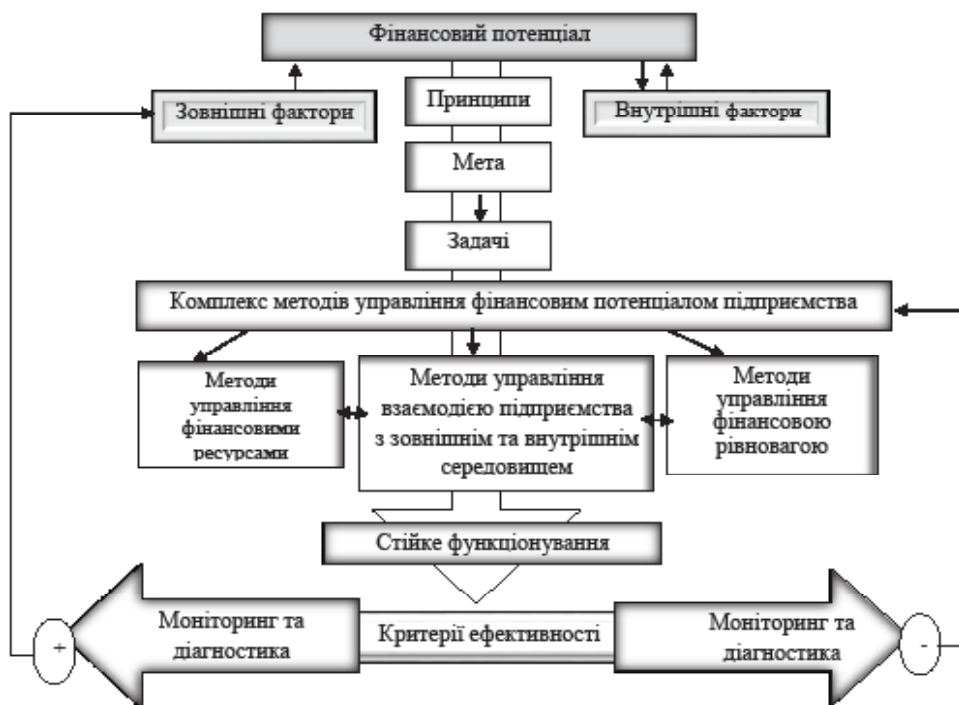 Фінансовий потенціал
Зовнішні фактори
Принципи
Внутрішні фактори
Мета
Задачі
Комплекс методів управління фінансовим потенціалом підприємства
Методи
управління
фінансовими
ресурсами
Методи управління
взаємодією підприємства
з зовнішнім та внутрішнім
середовищем
Методи
управління
фінансовою
рівновагою
Стійке функціонування
+
Моніторинг та
діагностика
Критерії ефективності
Моніторинг та
діагностика
-